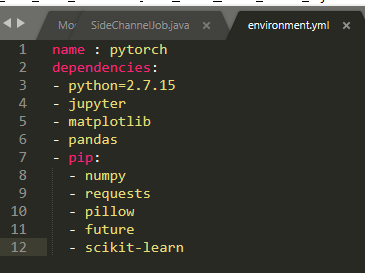 Mo SideChannelJob.java × environment.yml ×
1 name : pytorch
2 dependencies:
3 - python=2.7.15
4 - jupyter
5 - matplotlib
6 - pandas
7 - pip:
8 - numpy
9 - requests
10 - pillow
11 - future
12 - scikit-learn